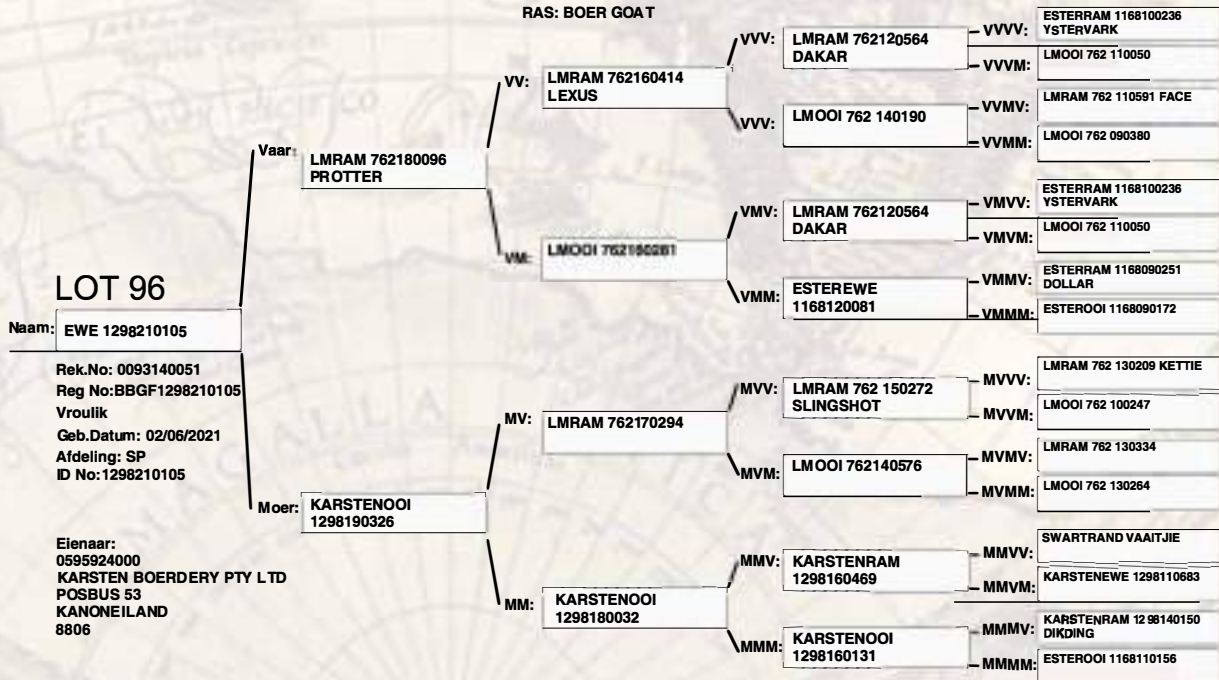 RAS: BOER GOAT
LOT 96
Naam: EWE 1298210105
Rek.No: 0093140051
Reg No:BBGF1298210105
Vroulik
Geb.Datum: 02/06/2021
Afdeling: SP
ID No:1298210105
Eienaar:
0595924000
KARSTEN BOERDERY PTY LTD
POSBUS 53
KANONEILAND
8806
Vaar: LMRAM 762180096
PROTTER
Moer: KARSTENOOI
1298190326
VV: LMRAM 762160414
LEXUS
VM: LMOOI 762160261
MV: LMRAM 762170294
MM: KARSTENOOI
1298180032
VVV: LMRAM 762120564
DAKAR
VVV: LMOOI 762 140190
VMV: LMRAM 762120564
DAKAR
VMM: ESTEREWE
1168120081
MVV: LMRAM 762 150272
SLINGSHOT
MVM: LMOOI 762140576
MMV: KARSTENRAM
1298160469
MMM: KARSTENOOI
1298160131
VVVV: ESTERRAM 1168100236
YSTERVARK
VVVM: LMOOI 762 110050
VVMV: LMRAM 762 110591 FACE
VVMM: LMOOI 762 090380
VMVV: ESTERRAM 1168100236
YSTERVARK
VMVM: LMOOI 762 110050
VMMV: ESTERRAM 1168090251
DOLLAR
VMMM: ESTEROOI 1168090172
MVVV: LMRAM 762 130209 KETTIE
MVVM: LMOOI 762 100247
MVMV: LMRAM 762 130334
MVMM: LMOOI 762 130264
MMVV: SWARTRAND VAAITJIE
MMVM: KARSTENEWE 1298110683
MMMV: KARSTENRAM 12 98140150
DIKDING
MMMM: ESTEROOI 1168110156